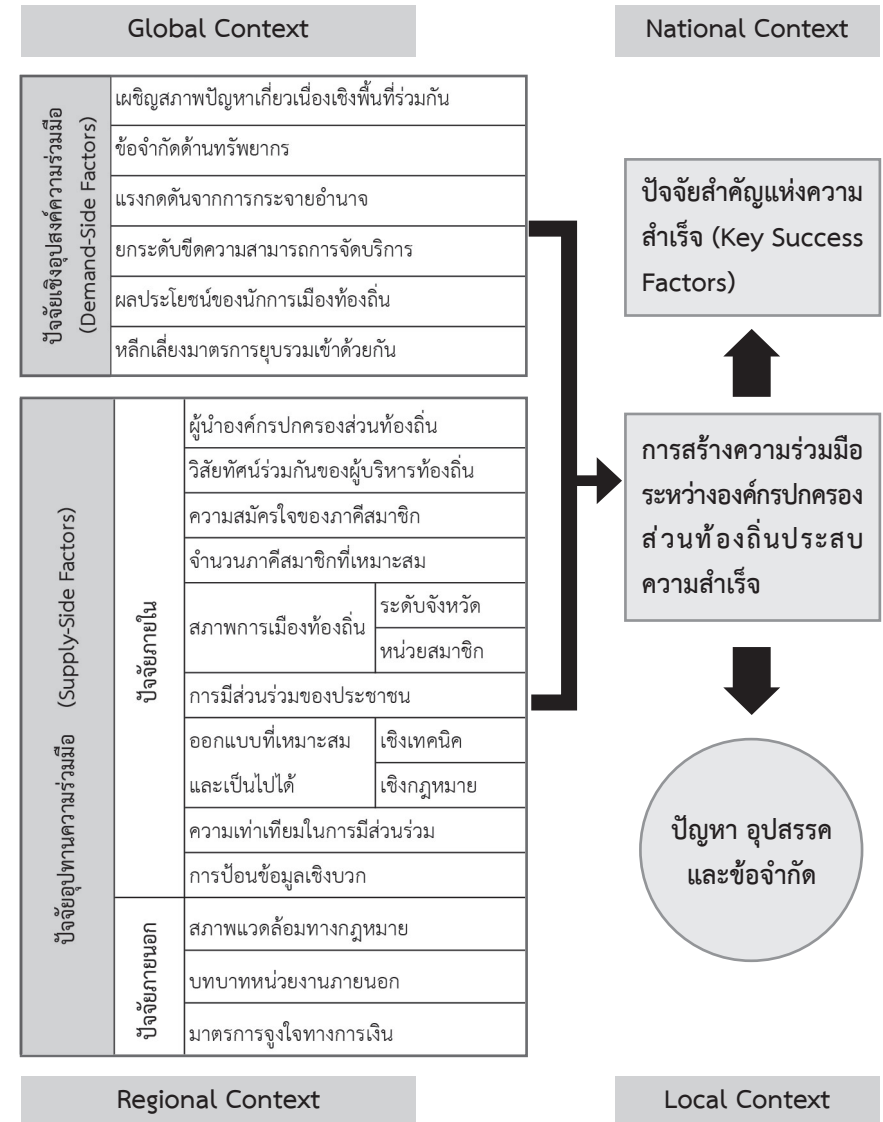 Global Context
National Context
ปัจจัยเชิงอุปสงค์ความร่วมมือ
(Demand-Side Factors)
เผชิญสภาพปัญหาเกี่ยวเนื่องเชิงพื้นที่ร่วมกัน
ข้อจำกัดด้านทรัพยากร
แรงกดดันจากการกระจายอำนาจ
ยกระดับขีดความสามารถการจัดบริการ
ผลประโยชน์ของนักการเมืองท้องถิ่น
หลีกเลี่ยงมาตรการยุบรวมเข้าด้วยกัน
ปัจจัยอุปทานความร่วมมือ (Supply-Side Factors)
ปัจจัยภายใน
ผู้นำองค์กรปกครองส่วนท้องถิ่น
วิสัยทัศน์ร่วมกันของผู้บริหารท้องถิ่น
ความสมัครใจของภาคีสมาชิก
จำนวนภาคีสมาชิกที่เหมาะสม
สภาพการเมืองท้องถิ่น
ระดับจังหวัด
หน่วยสมาชิก
การมีส่วนร่วมของประชาชน
ออกแบบที่เหมาะสม
และเป็นไปได้
เชิงเทคนิค
เชิงกฎหมาย
ความเท่าเทียมในการมีส่วนร่วม
การป้อนข้อมูลเชิงบวก
ปัจจัยภายนอก
สภาพแวดล้อมทางกฎหมาย
บทบาทหน่วยงานภายนอก
มาตรการจูงใจทางการเงิน
ปัจจัยสำคัญแห่งความ
สำเร็จ (Key Success
Factors)
การสร้างความร่วมมือ
ระหว่างองค์กรปกครอง
ส่วนท้องถิ่นประสบ
ความสำเร็จ
ปัญหา อุปสรรค
และข้อจำกัด
Regional Context
Local Context